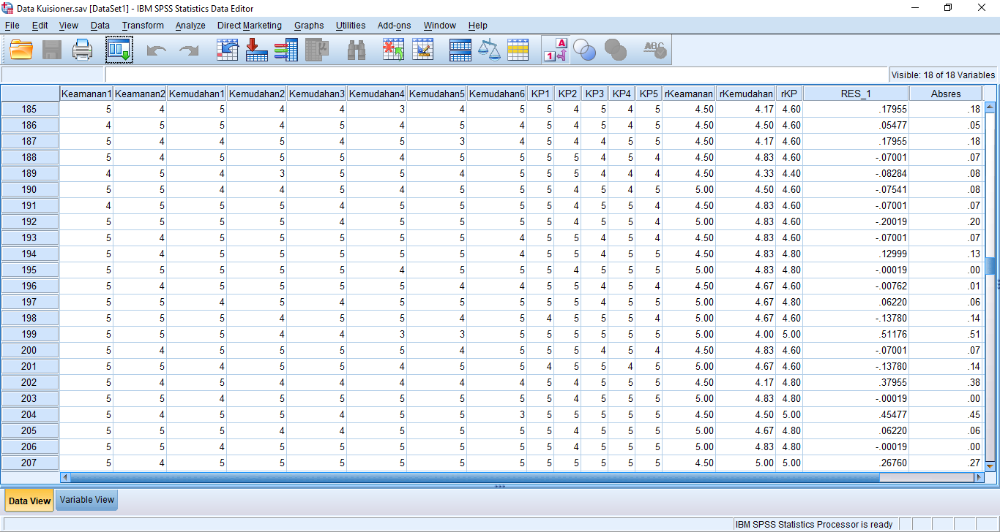 Data Kuisioner.sav [DataSet1] - IBM SPSS Statistics Data Editor
File Edit View Data Transform Analyze Direct Marketing Graphs Utilities Add-ons Window Help
A
1
ABC
Visible: 18 of 18 Variables
Keamanan1 Keamanan2 Kemudahan1 Kemudahan2 Kemudahan3 Kemudahan4 Kemudahan5 Kemudahan6 KP1 KP2 KP3 KP4 KP5 rKeamanan rKemudahan rKP RES_1 Absres
185 5 4 5 4 4 3 4 5 5 4 5 4 5 4.50 4.17 4.60 .17955 .18
186 4 5 5 4 5 4 5 4 5 4 5 4 5 4.50 4.50 4.60 .05477 .05
187 5 4 4 5 4 5 3 4 5 4 4 5 5 4.50 4.17 4.60 .17955 .18
188 5 4 5 5 5 4 5 5 5 5 4 5 4 4.50 4.83 4.60 -.07001 .07
189 4 5 4 3 5 5 4 5 5 5 4 4 4 4.50 4.33 4.40 -.08284 .08
190 5 5 4 4 5 4 5 5 5 4 5 4 5 5.00 4.50 4.60 -.07541 .08
191 4 5 5 5 4 5 5 5 5 4 5 5 4 4.50 4.83 4.60 -.07001 .07
192 5 5 5 5 4 5 5 5 5 4 5 5 4 5.00 4.83 4.60 -.20019 .20
193 5 4 5 5 5 5 5 4 5 5 4 5 4 4.50 4.83 4.60 -.07001 .07
194 5 4 5 5 5 5 5 4 5 5 4 5 5 4.50 4.83 4.80 .12999 .13
195 5 5 5 5 5 4 5 5 5 4 5 5 5 5.00 4.83 4.80 -.00019 .00
196 5 4 5 5 5 5 4 4 5 4 5 4 5 4.50 4.67 4.60 -.00762 .01
197 5 5 4 5 4 5 5 5 5 5 4 5 5 5.00 4.67 4.80 .06220 .06
198 5 5 5 4 5 5 4 5 4 5 5 5 4 5.00 4.67 4.60 -.13780 .14
199 5 5 5 4 4 3 3 5 5 5 5 5 5 5.00 4.00 5.00 .51176 .51
200 5 4 5 5 5 5 4 5 5 5 4 5 4 4.50 4.83 4.60 -.07001 .07
201 5 5 4 5 5 4 5 5 4 5 5 4 5 5.00 4.67 4.60 -.13780 .14
202 5 4 5 4 4 4 4 4 5 4 5 5 5 4.50 4.17 4.80 .37955 .38
203 5 5 4 5 5 5 5 5 5 4 5 5 5 5.00 4.83 4.80 -.00019 .00
204 5 4 5 5 4 5 5 3 5 5 5 5 5 4.50 4.50 5.00 .45477 .45
205 5 5 5 4 4 5 5 5 5 4 5 5 5 5.00 4.67 4.80 .06220 .06
206 5 5 4 5 5 5 5 5 5 4 5 5 5 5.00 4.83 4.80 -.00019 .00
207 5 4 5 5 5 5 5 5 5 5 5 5 5 4.50 5.00 5.00 .26760 .27
Data View Variable View
IBM SPSS Statistics Processor is ready